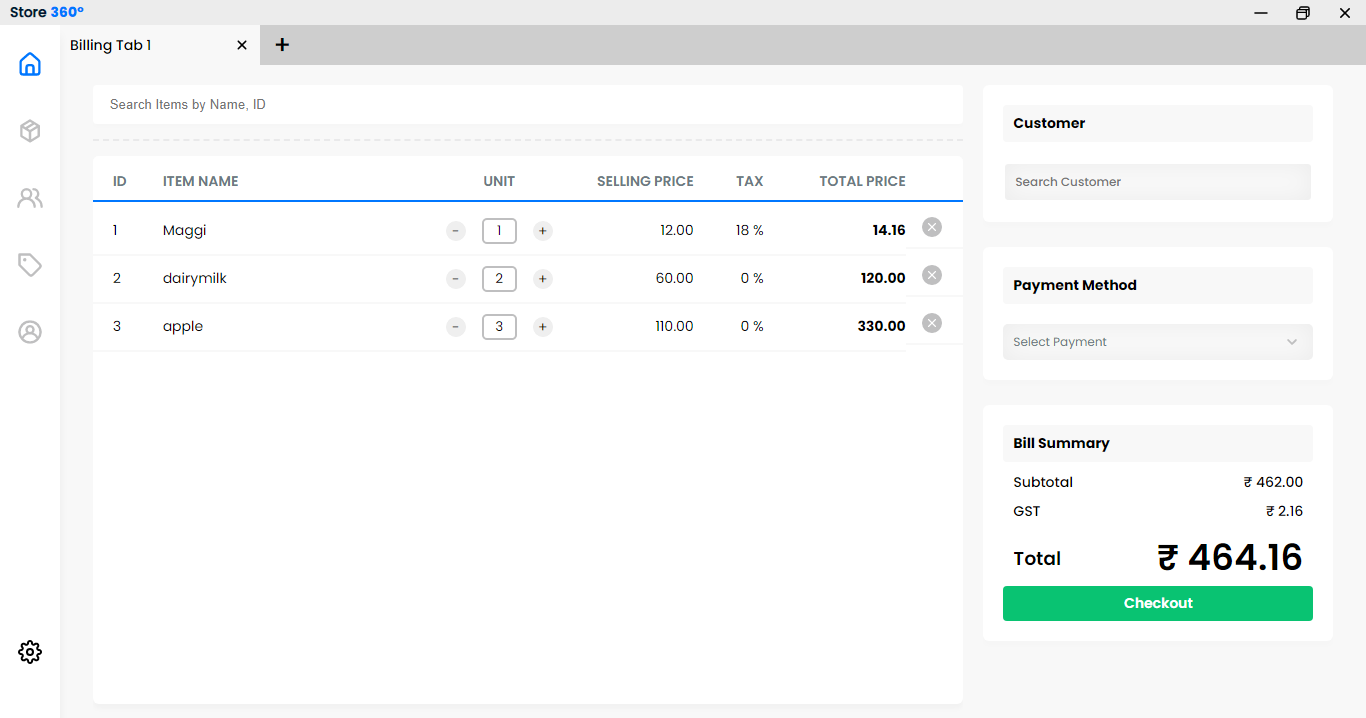 Store 360°
Billing Tab 1
Search Items by Name, ID
ID ITEM NAME UNIT SELLING PRICE TAX TOTAL PRICE
1 Maggi - 1 + 12.00 18 % 14.16
2 dairymilk - 2 + 60.00 0 % 120.00
3 apple - 3 + 110.00 0 % 330.00
Customer
Search Customer
Payment Method
Select Payment
Bill Summary
Subtotal ₹ 462.00
GST ₹ 2.16
Total ₹ 464.16
Checkout